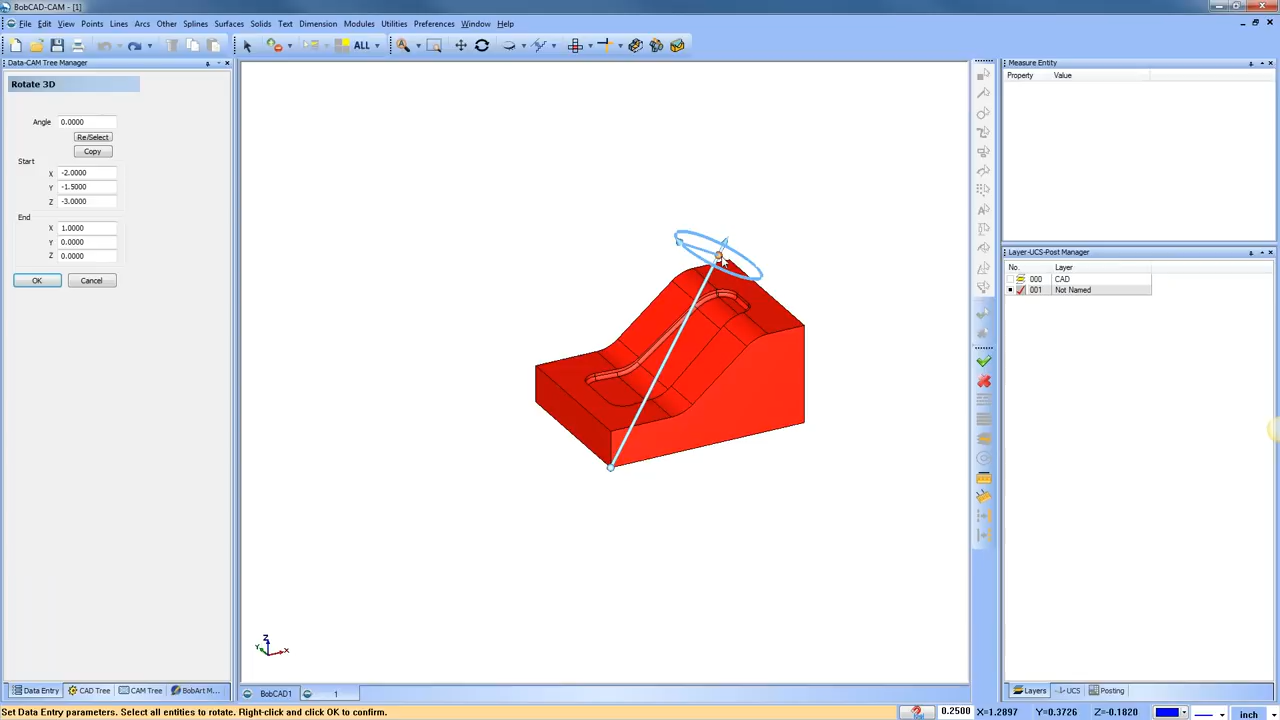 BobCAD-CAM - [1]
File Edit View Points Lines Arcs Other Splines Surfaces Solids Text Dimension Modules Utilities Preferences Window Help
ALL
Data-CAM Tree Manager
Rotate 3D
Angle 0.0000
Re/Select
Copy
Start
X -2.0000
Y -1.5000
Z -3.0000
End
X 1.0000
Y 0.0000
Z 0.0000
OK Cancel
Z
Y X
Measure Entity
Property Value
Layer-UCS-Post Manager
No. Layer
000 CAD
001 Not Named
Data Entry CAD Tree CAM Tree BobArt M...
BobCAD1 1
Layers UCS Posting
Set Data Entry parameters. Select all entities to rotate. Right-click and click OK to confirm.
0.2500 X=1.2897 Y=0.3726 Z=-0.1820 inch